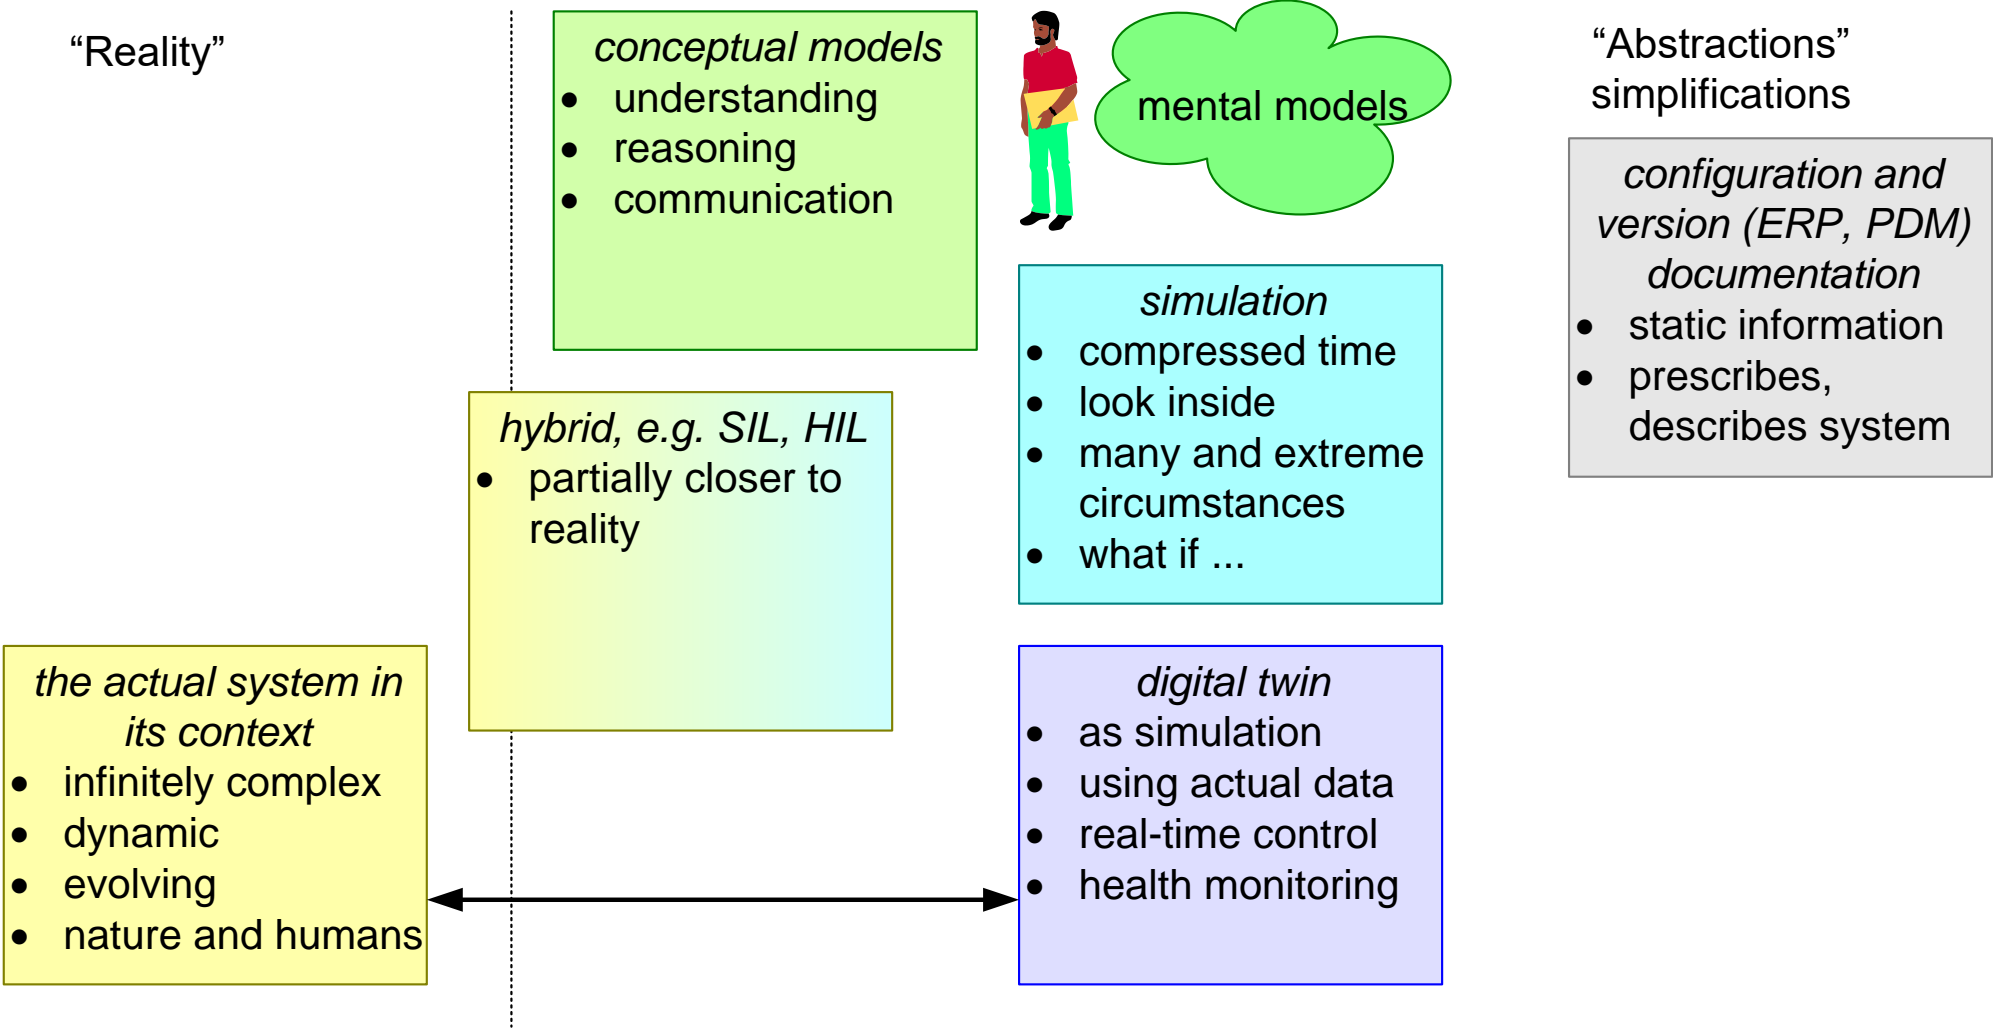 “Reality”
conceptual models
• understanding
• reasoning
• communication
mental models
“Abstractions”
simplifications
configuration and
version (ERP, PDM)
documentation
• static information
• prescribes,
describes system
simulation
• compressed time
• look inside
• many and extreme
circumstances
• what if ...
hybrid, e.g. SIL, HIL
• partially closer to
reality
the actual system in
its context
• infinitely complex
• dynamic
• evolving
• nature and humans
digital twin
• as simulation
• using actual data
• real-time control
• health monitoring